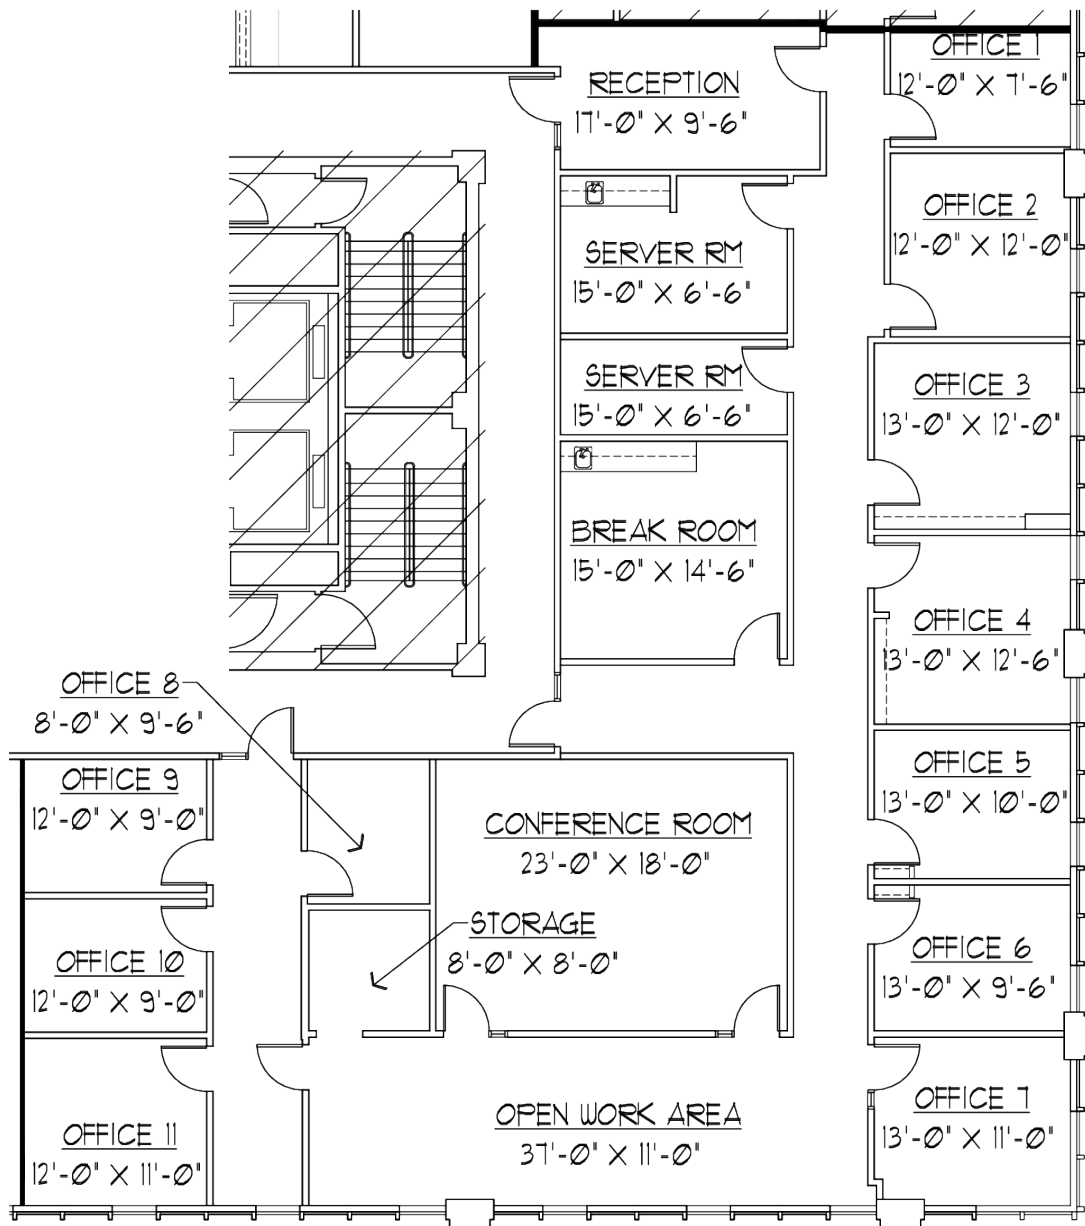 OFFICE 1
12'-0" X 7'-6"
RECEPTION
17'-0" X 9'-6"
OFFICE 2
12'-0" X 12'-0"
SERVER RM
15'-0" X 6'-6"
SERVER RM
15'-0" X 6'-6"
OFFICE 3
13'-0" X 12'-0"
BREAK ROOM
15'-0" X 14'-6"
OFFICE 4
13'-0" X 12'-6"
OFFICE 8
8'-0" X 9'-6"
OFFICE 9
12'-0" X 9'-0"
OFFICE 5
13'-0" X 10'-0"
CONFERENCE ROOM
23'-0" X 18'-0"
STORAGE
8'-0" X 8'-0"
OFFICE 10
12'-0" X 9'-0"
OFFICE 6
13'-0" X 9'-6"
OFFICE 7
13'-0" X 11'-0"
OPEN WORK AREA
37'-0" X 11'-0"
OFFICE 11
12'-0" X 11'-0"